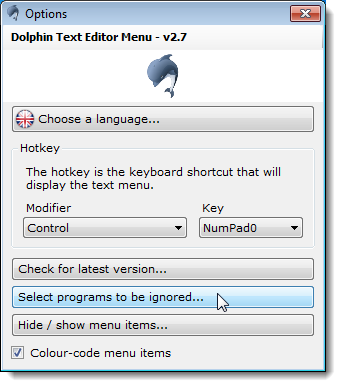 Options
Dolphin Text Editor Menu - v2.7
Choose a language...
Hotkey
The hotkey is the keyboard shortcut that will
display the text menu.
Modifier Key
Control NumPad0
Check for latest version...
Select programs to be ignored...
Hide / show menu items...
Colour-code menu items